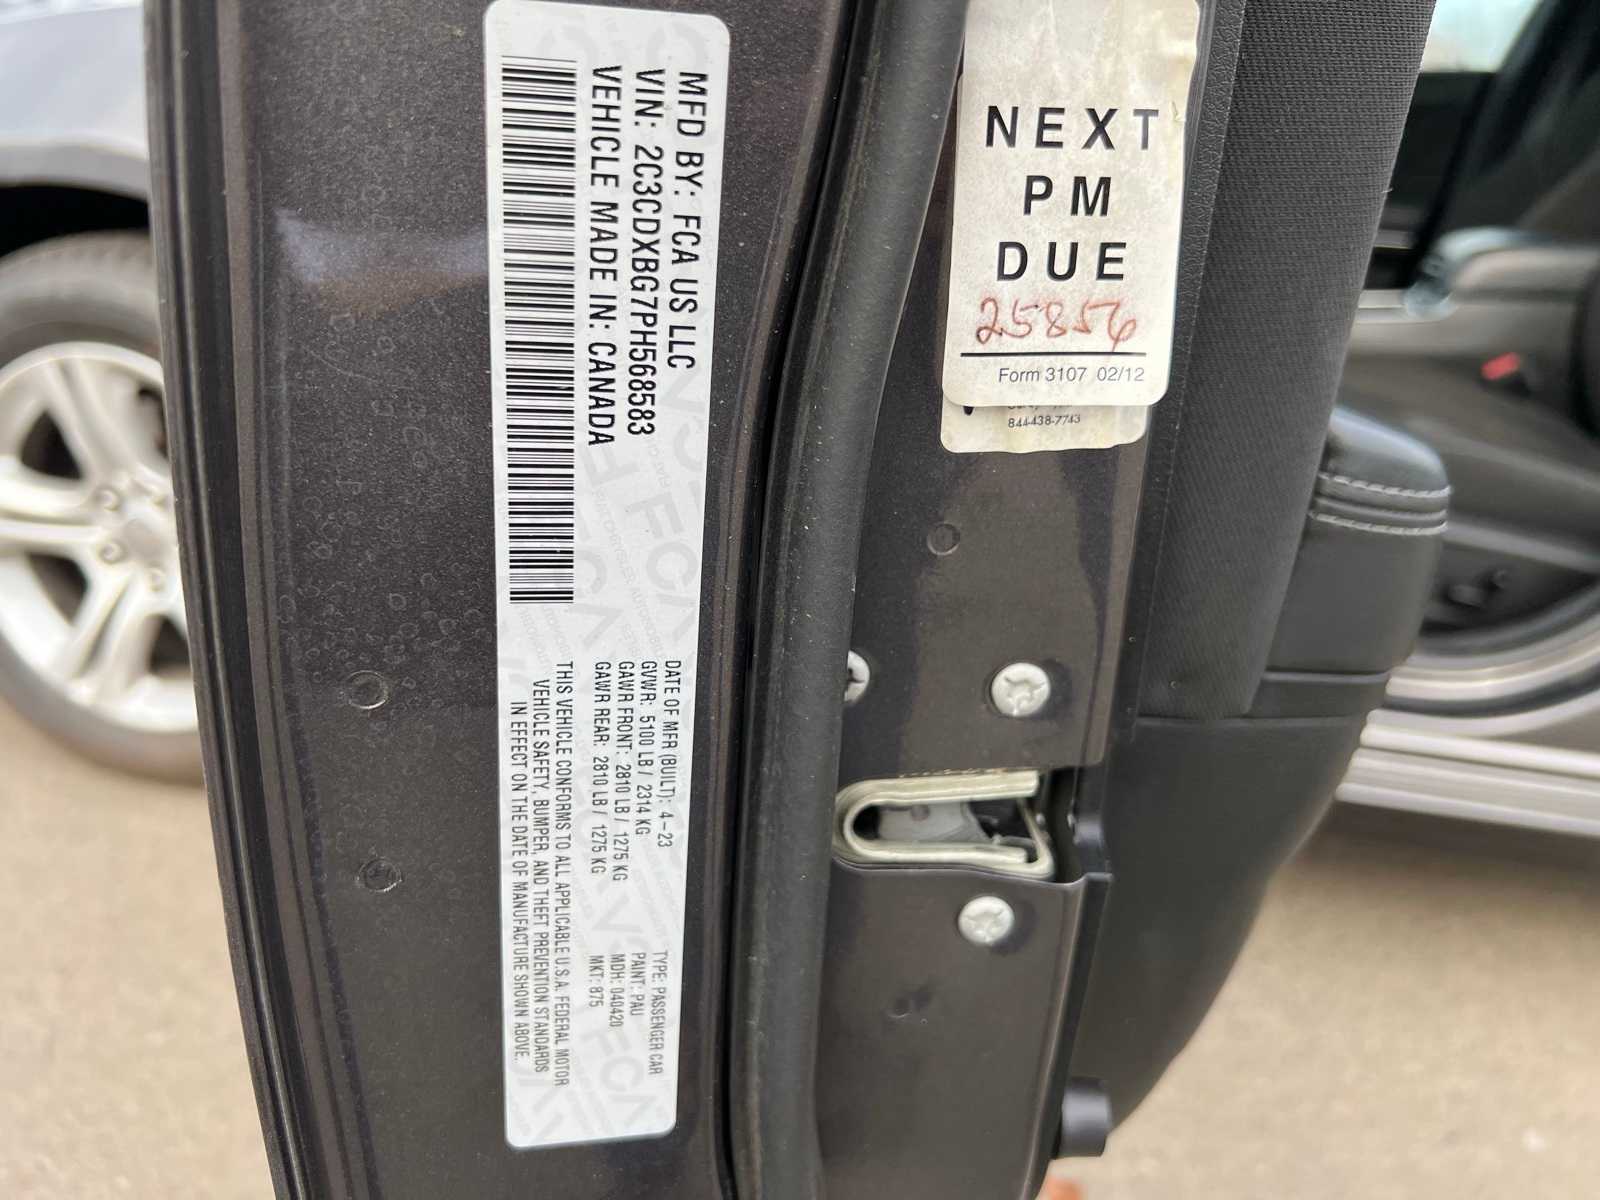 MFD BY: FCA US LLC
VIN: 2C3CDXBG7PH568583
VEHICLE MADE IN: CANADA
DATE OF MFR (BUILT): 4-23
GVWR: 5100 LB / 2314 KG
GAWR FRONT: 2810 LB / 1275 KG
GAWR REAR: 2810 LB / 1275 KG
TYPE: PASSENGER CAR
PAINT: PAU
MDH: 040420
MKT: 875
THIS VEHICLE CONFORMS TO ALL APPLICABLE U.S.A. FEDERAL MOTOR
VEHICLE SAFETY, BUMPER, AND THEFT PREVENTION STANDARDS
IN EFFECT ON THE DATE OF MANUFACTURE SHOWN ABOVE.
NEXT
PM
DUE
25856
Form 3107 02/12
844-438-7743